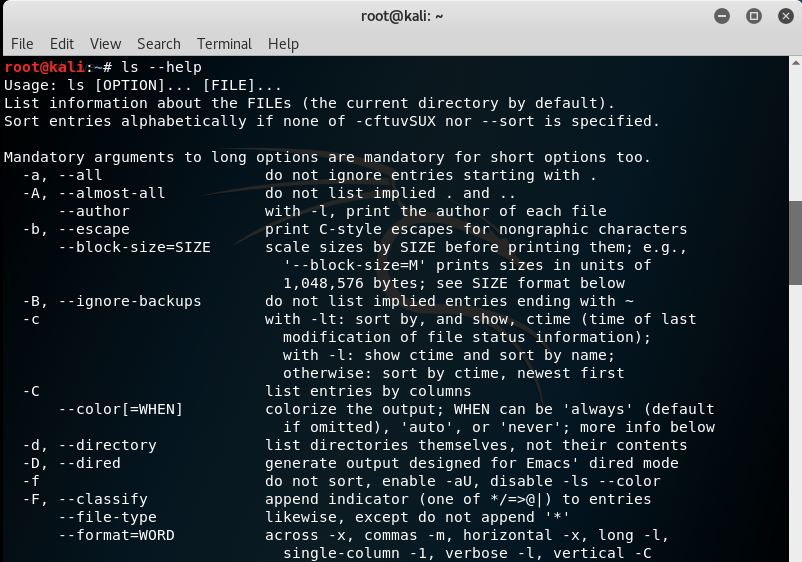 root@kali: ~
File Edit View Search Terminal Help
root@kali:~# ls --help
Usage: ls [OPTION]... [FILE]...
List information about the FILEs (the current directory by default).
Sort entries alphabetically if none of -cftuvSUX nor --sort is specified.

Mandatory arguments to long options are mandatory for short options too.
  -a, --all                  do not ignore entries starting with .
  -A, --almost-all           do not list implied . and ..
      --author               with -l, print the author of each file
  -b, --escape               print C-style escapes for nongraphic characters
      --block-size=SIZE      scale sizes by SIZE before printing them; e.g.,
                               '--block-size=M' prints sizes in units of
                               1,048,576 bytes; see SIZE format below
  -B, --ignore-backups       do not list implied entries ending with ~
  -c                         with -lt: sort by, and show, ctime (time of last
                               modification of file status information);
                               with -l: show ctime and sort by name;
                               otherwise: sort by ctime, newest first
  -C                         list entries by columns
      --color[=WHEN]         colorize the output; WHEN can be 'always' (default
                               if omitted), 'auto', or 'never'; more info below
  -d, --directory            list directories themselves, not their contents
  -D, --dired                generate output designed for Emacs' dired mode
  -f                         do not sort, enable -aU, disable -ls --color
  -F, --classify             append indicator (one of */=>@|) to entries
      --file-type            likewise, except do not append '*'
      --format=WORD          across -x, commas -m, horizontal -x, long -l,
                               single-column -1, verbose -l, vertical -C